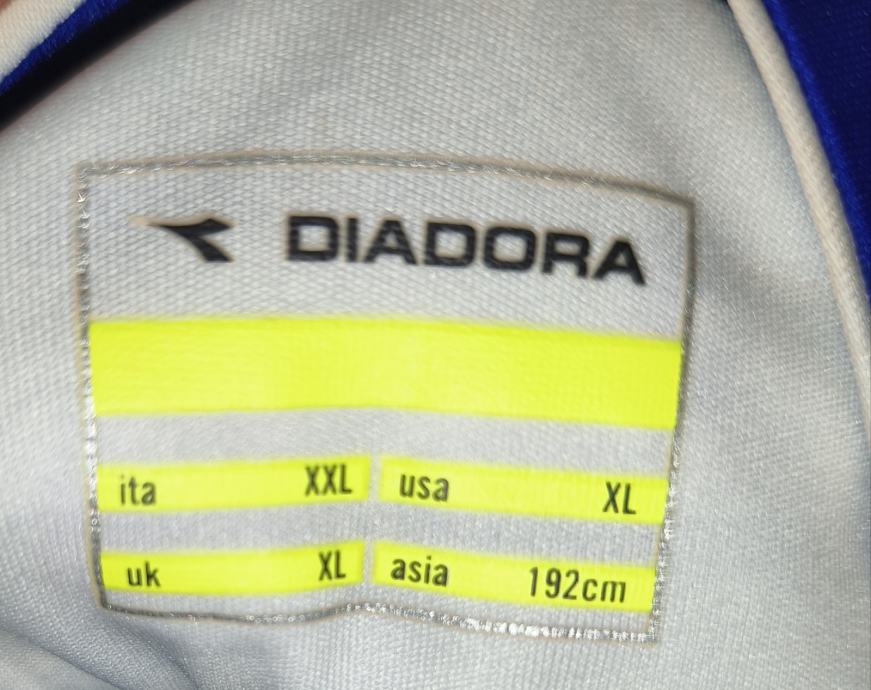 DIADORA
ita XXL usa XL
uk XL asia 192cm